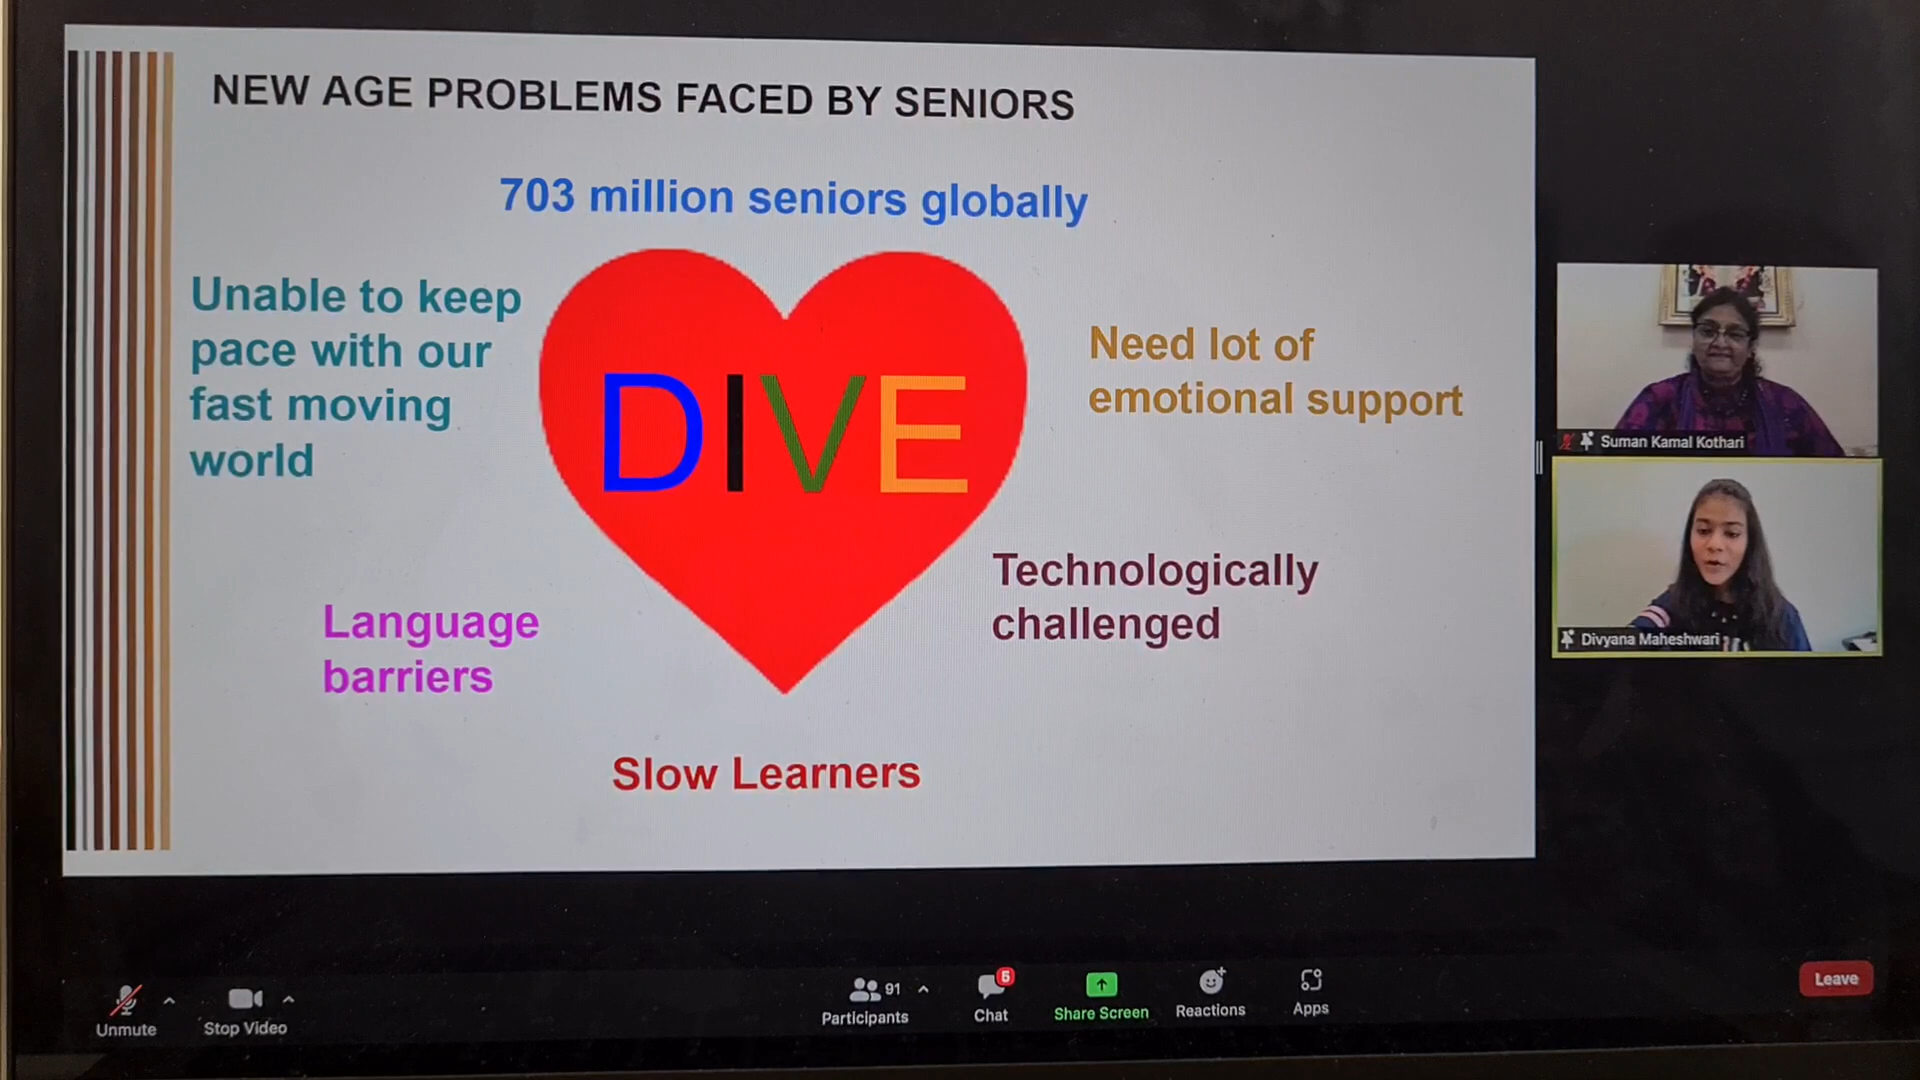 NEW AGE PROBLEMS FACED BY SENIORS
703 million seniors globally
Unable to keep
pace with our
fast moving
world
DIVE
Need lot of
emotional support
Technologically
challenged
Language
barriers
Slow Learners
Suman Kamal Kothari
Divyana Maheshwari
Unmute
Stop Video
91
Participants
5
Chat
Share Screen
Reactions
Apps
Leave